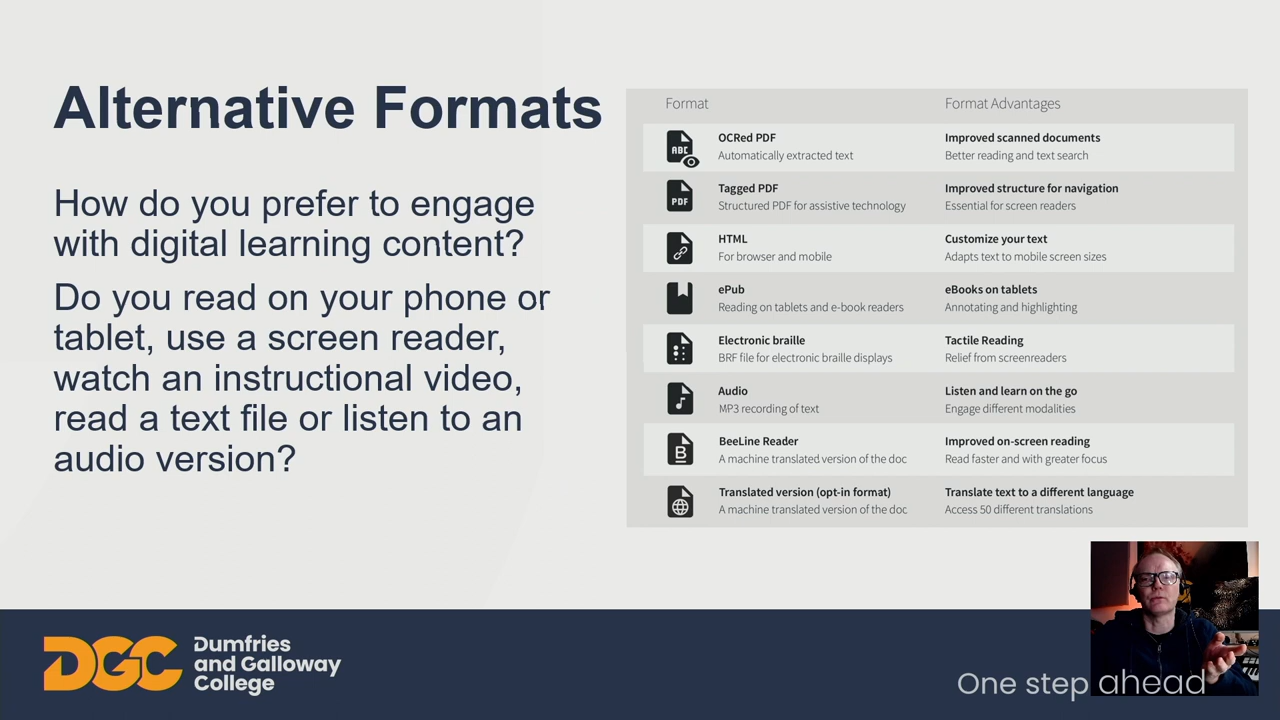 Alternative Formats
How do you prefer to engage
with digital learning content?
Do you read on your phone or
tablet, use a screen reader,
watch an instructional video,
read a text file or listen to an
audio version?
Format Format Advantages
ABC
OCRed PDF Improved scanned documents
Automatically extracted text Better reading and text search
PDF
Tagged PDF Improved structure for navigation
Structured PDF for assistive technology Essential for screen readers
HTML Customize your text
For browser and mobile Adapts text to mobile screen sizes
ePub eBooks on tablets
Reading on tablets and e-book readers Annotating and highlighting
Electronic braille Tactile Reading
BRF file for electronic braille displays Relief from screenreaders
Audio Listen and learn on the go
MP3 recording of text Engage different modalities
B
BeeLine Reader Improved on-screen reading
A machine translated version of the doc Read faster and with greater focus
Translated version (opt-in format) Translate text to a different language
A machine translated version of the doc Access 50 different translations
DGC
Dumfries
and Galloway
College
One step ahead